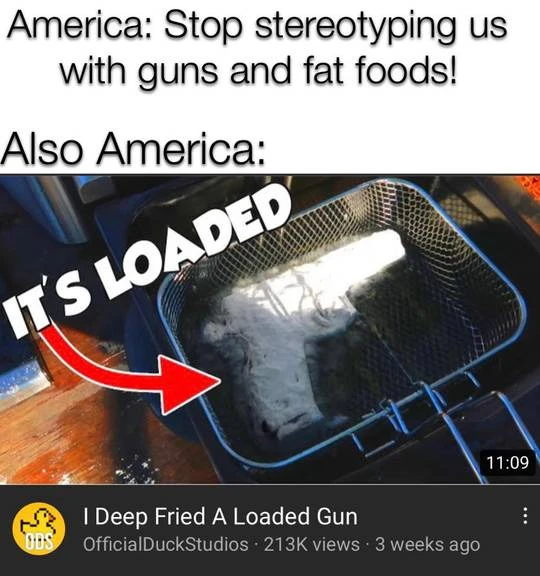 America: Stop stereotyping us
with guns and fat foods!
Also America:
IT'S LOADED
11:09
I Deep Fried A Loaded Gun
ODS
OfficialDuckStudios · 213K views · 3 weeks ago